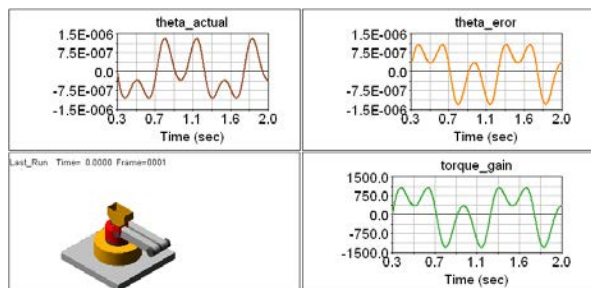 theta_actual
1.5E-006
7.5E-007
0.0
-7.5E-007
-1.5E-006
0.3 0.7 1.2 1.6 2.0
Time (sec)
theta_eror
1.5E-006
7.5E-007
0.0
-7.5E-007
-1.5E-006
0.3 0.7 1.2 1.6 2.0
Time (sec)
Last_Run Time= 0.0000 Frame=0001
torque_gain
1500.0
750.0
0.0
-750.0
-1500.0
0.3 0.7 1.2 1.6 2.0
Time (sec)